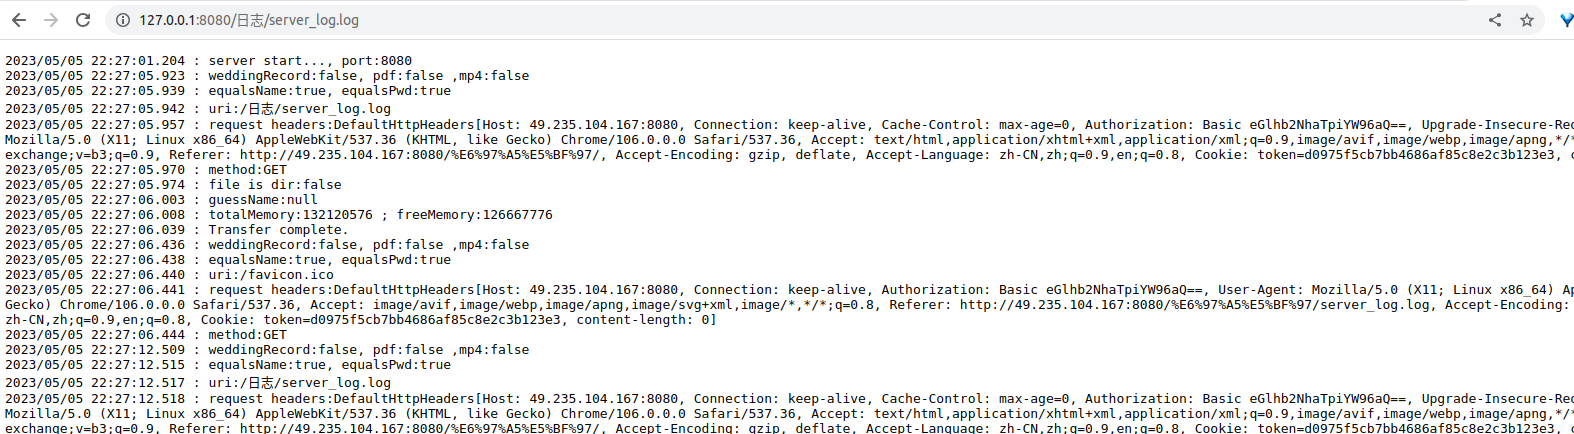 127.0.0.1:8080/日志/server_log.log
2023/05/05 22:27:01.204 : server start..., port:8080
2023/05/05 22:27:05.923 : weddingRecord:false, pdf:false ,mp4:false
2023/05/05 22:27:05.939 : equalsName:true, equalsPwd:true
2023/05/05 22:27:05.942 : uri:/日志/server_log.log
2023/05/05 22:27:05.957 : request headers:DefaultHttpHeaders[Host: 49.235.104.167:8080, Connection: keep-alive, Cache-Control: max-age=0, Authorization: Basic eGlhb2NhaTpiYW96aQ==, Upgrade-Insecure-Re
Mozilla/5.0 (X11; Linux x86_64) AppleWebKit/537.36 (KHTML, like Gecko) Chrome/106.0.0.0 Safari/537.36, Accept: text/html,application/xhtml+xml,application/xml;q=0.9,image/avif,image/webp,image/apng,*/*
exchange;v=b3;q=0.9, Referer: http://49.235.104.167:8080/%E6%97%A5%E5%BF%97/, Accept-Encoding: gzip, deflate, Accept-Language: zh-CN,zh;q=0.9,en;q=0.8, Cookie: token=d0975f5cb7bb4686af85c8e2c3b123e3, c
2023/05/05 22:27:05.970 : method:GET
2023/05/05 22:27:05.974 : file is dir:false
2023/05/05 22:27:06.003 : guessName:null
2023/05/05 22:27:06.008 : totalMemory:132120576 ; freeMemory:126667776
2023/05/05 22:27:06.039 : Transfer complete.
2023/05/05 22:27:06.436 : weddingRecord:false, pdf:false ,mp4:false
2023/05/05 22:27:06.438 : equalsName:true, equalsPwd:true
2023/05/05 22:27:06.440 : uri:/favicon.ico
2023/05/05 22:27:06.441 : request headers:DefaultHttpHeaders[Host: 49.235.104.167:8080, Connection: keep-alive, Authorization: Basic eGlhb2NhaTpiYW96aQ==, User-Agent: Mozilla/5.0 (X11; Linux x86_64) Ap
Gecko) Chrome/106.0.0.0 Safari/537.36, Accept: image/avif,image/webp,image/apng,image/svg+xml,image/*,*/*;q=0.8, Referer: http://49.235.104.167:8080/%E6%97%A5%E5%BF%97/server_log.log, Accept-Encoding:
zh-CN,zh;q=0.9,en;q=0.8, Cookie: token=d0975f5cb7bb4686af85c8e2c3b123e3, content-length: 0]
2023/05/05 22:27:06.444 : method:GET
2023/05/05 22:27:12.509 : weddingRecord:false, pdf:false ,mp4:false
2023/05/05 22:27:12.515 : equalsName:true, equalsPwd:true
2023/05/05 22:27:12.517 : uri:/日志/server_log.log
2023/05/05 22:27:12.518 : request headers:DefaultHttpHeaders[Host: 49.235.104.167:8080, Connection: keep-alive, Cache-Control: max-age=0, Authorization: Basic eGlhb2NhaTpiYW96aQ==, Upgrade-Insecure-Re
Mozilla/5.0 (X11; Linux x86_64) AppleWebKit/537.36 (KHTML, like Gecko) Chrome/106.0.0.0 Safari/537.36, Accept: text/html,application/xhtml+xml,application/xml;q=0.9,image/avif,image/webp,image/apng,*/*
exchange;v=b3;q=0.9, Referer: http://49.235.104.167:8080/%E6%97%A5%E5%BF%97/, Accept-Encoding: gzip, deflate, Accept-Language: zh-CN,zh;q=0.9,en;q=0.8, Cookie: token=d0975f5cb7bb4686af85c8e2c3b123e3, c